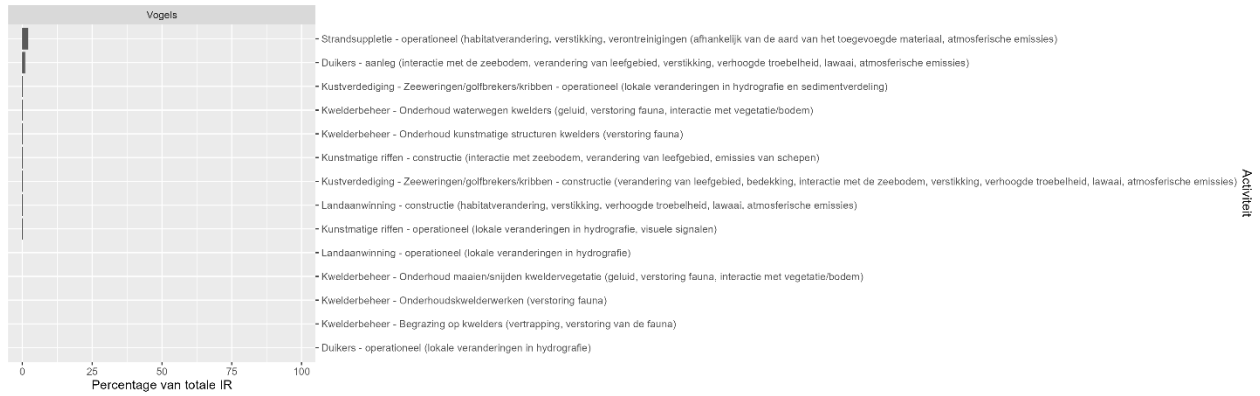 Vogels
Strandsuppletie - operationeel (habitatverandering, verstikking, verontreinigingen (afhankelijk van de aard van het toegevoegde materiaal, atmosferische emissies)
Duikers - aanleg (interactie met de zeebodem, verandering van leefgebied, verstikking, verhoogde troebelheid, lawaai, atmosferische emissies)
Kustverdediging - Zeeweringen/golfbrekers/kribben - operationeel (lokale veranderingen in hydrografie en sedimentverdeling)
Kwelderbeheer - Onderhoud waterwegen kwelders (geluid, verstoring fauna, interactie met vegetatie/bodem)
Kwelderbeheer - Onderhoud kunstmatige structuren kwelders (verstoring fauna)
Kunstmatige riffen - constructie (interactie met zeebodem, verandering van leefgebied, emissies van schepen)
Kustverdediging - Zeeweringen/golfbrekers/kribben - constructie (verandering van leefgebied, bedekking, interactie met de zeebodem, verstikking, verhoogde troebelheid, lawaai, atmosferische emissies)
Landaanwinning - constructie (habitatverandering, verstikking, verhoogde troebelheid, lawaai, atmosferische emissies)
Kunstmatige riffen - operationeel (lokale veranderingen in hydrografie, visuele signalen)
Landaanwinning - operationeel (lokale veranderingen in hydrografie)
Kwelderbeheer - Onderhoud maaien/snijden kweldervegetatie (geluid, verstoring fauna, interactie met vegetatie/bodem)
Kwelderbeheer - Onderhoudskwelderwerken (verstoring fauna)
Kwelderbeheer - Begrazing op kwelders (vertrapping, verstoring van de fauna)
Duikers - operationeel (lokale veranderingen in hydrografie)
Activiteit
0 25 50 75 100
Percentage van totale IR